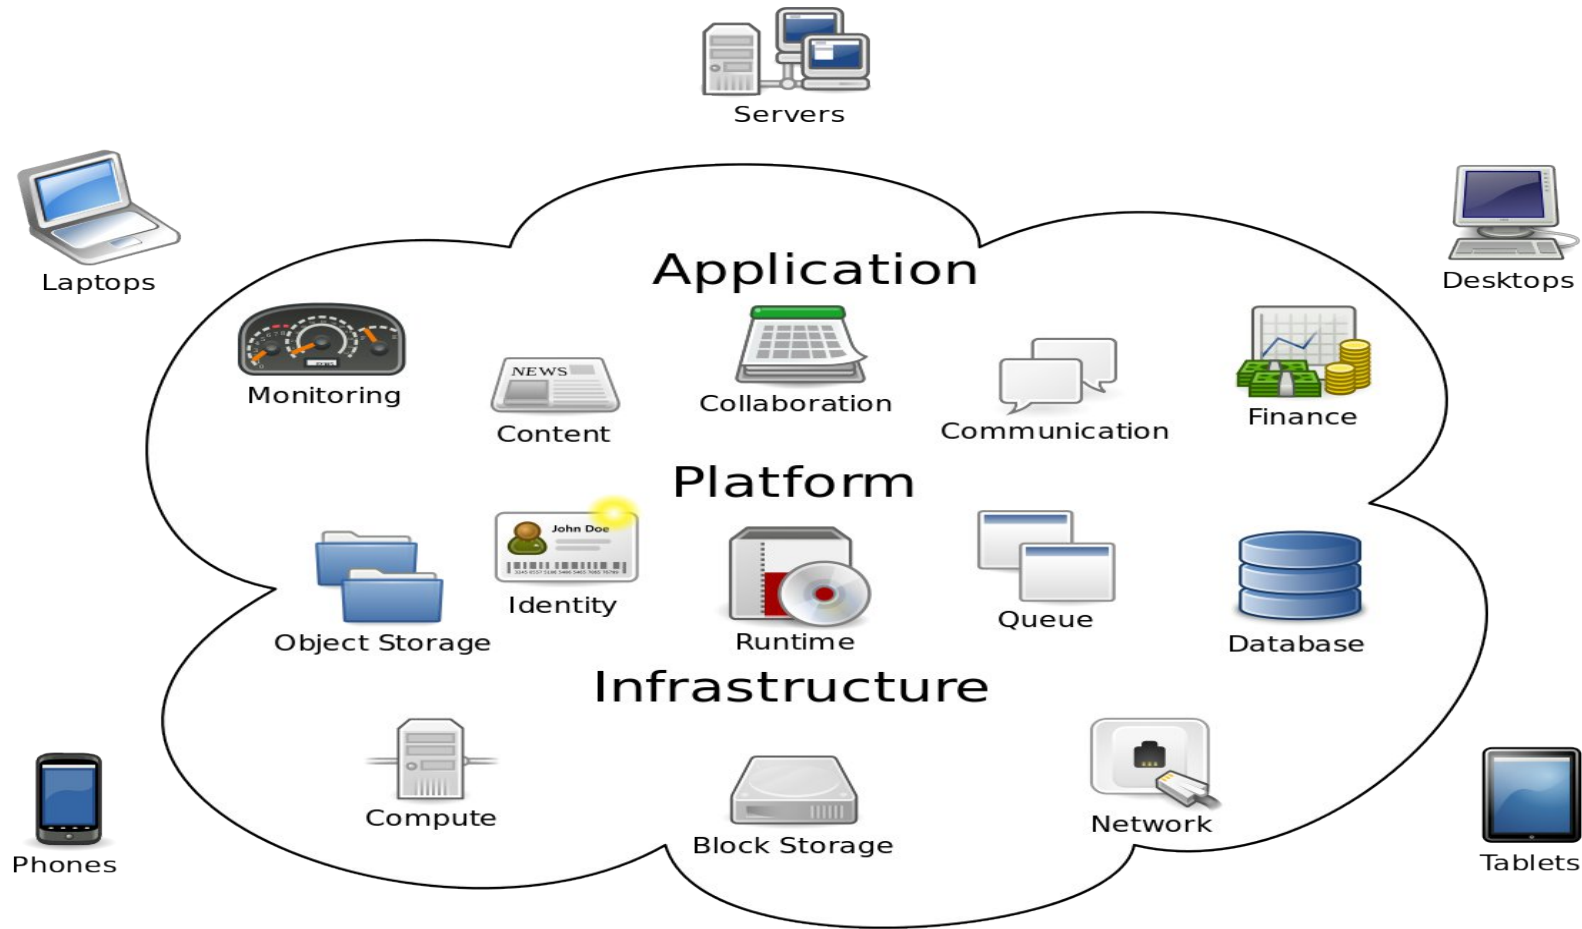 Servers
Laptops
Desktops
Application
Monitoring
NEWS
Content
Collaboration
Communication
Finance
Platform
Object Storage
John Doe
Identity
Runtime
Queue
Database
Infrastructure
Compute
Block Storage
Network
Phones
Tablets